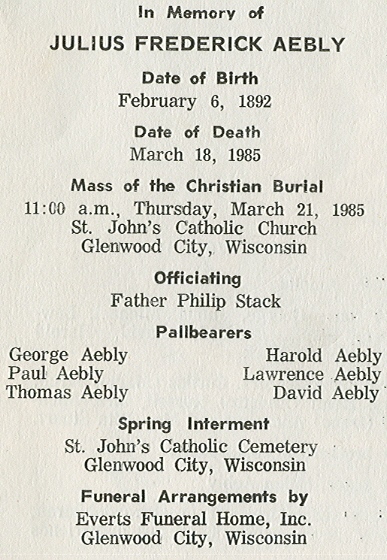 In Memory of
JULIUS FREDERICK AEBLY
Date of Birth
February 6, 1892
Date of Death
March 18, 1985
Mass of the Christian Burial
11:00 a.m., Thursday, March 21, 1985
St. John's Catholic Church
Glenwood City, Wisconsin
Officiating
Father Philip Stack
Pallbearers
George Aebly Harold Aebly
Paul Aebly Lawrence Aebly
Thomas Aebly David Aebly
Spring Interment
St. John's Catholic Cemetery
Glenwood City, Wisconsin
Funeral Arrangements by
Everts Funeral Home, Inc.
Glenwood City, Wisconsin